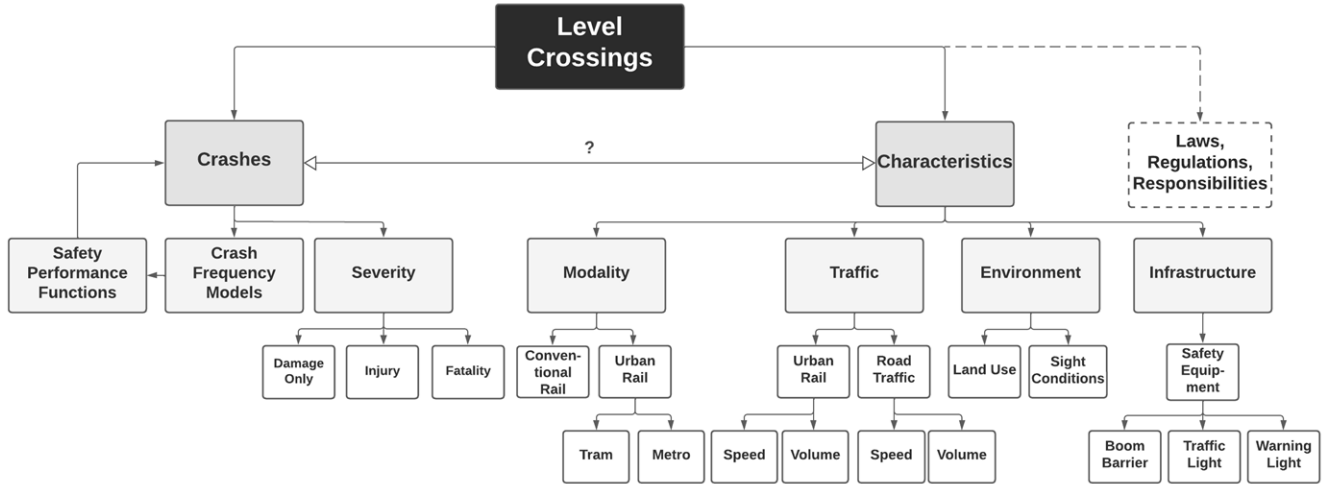 Level
Crossings
?
Crashes
Characteristics
Laws,
Regulations,
Responsibilities
Safety
Performance
Functions
Crash
Frequency
Models
Severity
Modality
Traffic
Environment
Infrastructure
Damage
Only
Injury
Fatality
Conven-
tional
Rail
Urban
Rail
Urban
Rail
Road
Traffic
Land Use
Sight
Conditions
Safety
Equip-
ment
Tram
Metro
Speed
Volume
Speed
Volume
Boom
Barrier
Traffic
Light
Warning
Light